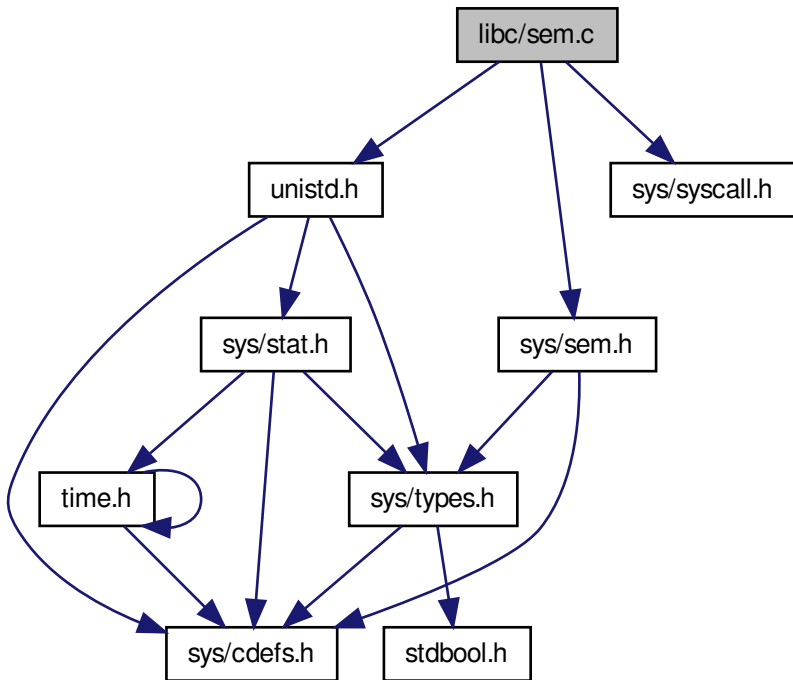 libc/sem.c
unistd.h
sys/syscall.h
sys/stat.h
sys/sem.h
time.h
sys/types.h
sys/cdefs.h
stdbool.h